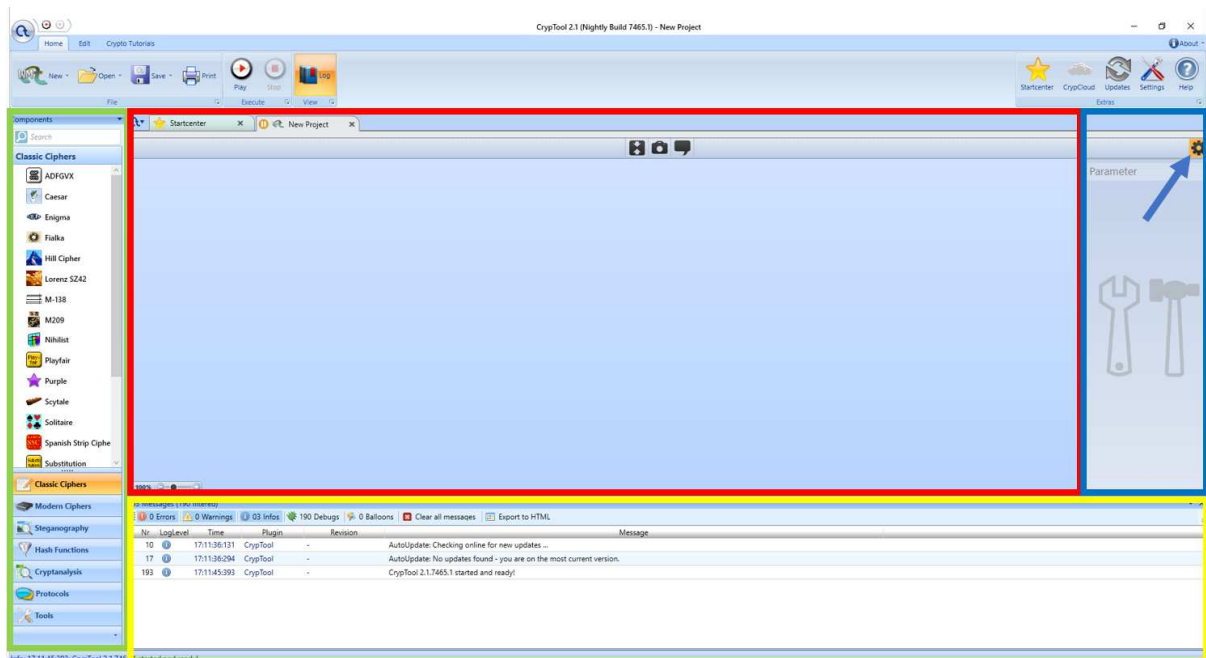 CrypTool 2.1 (Nightly Build 7465.1) - New Project
Home Edit Crypto Tutorials About
New Open Save Print Play Stop Log Startcenter CrypCloud Updates Settings Help
File Execute View Extras
Startcenter New Project
Search
Classic Ciphers
ADFGVX
Caesar
Enigma
Fialka
Hill Cipher
Lorenz SZ42
M-138
M209
Nihilist
Playfair
Purple
Scytale
Solitaire
Spanish Strip Ciphe
Substitution
Classic Ciphers
Modern Ciphers
Steganography
Hash Functions
Cryptanalysis
Protocols
Tools
Parameter
100%
0 Errors 0 Warnings 03 Infos 190 Debugs 0 Balloons Clear all messages Export to HTML
Nr LogLevel Time Plugin Revision Message
10 17:11:36:131 CrypTool - AutoUpdate: Checking online for new updates ...
17 17:11:36:294 CrypTool - AutoUpdate: No updates found - you are on the most current version.
193 17:11:45:393 CrypTool - CrypTool 2.1.7465.1 started and ready!